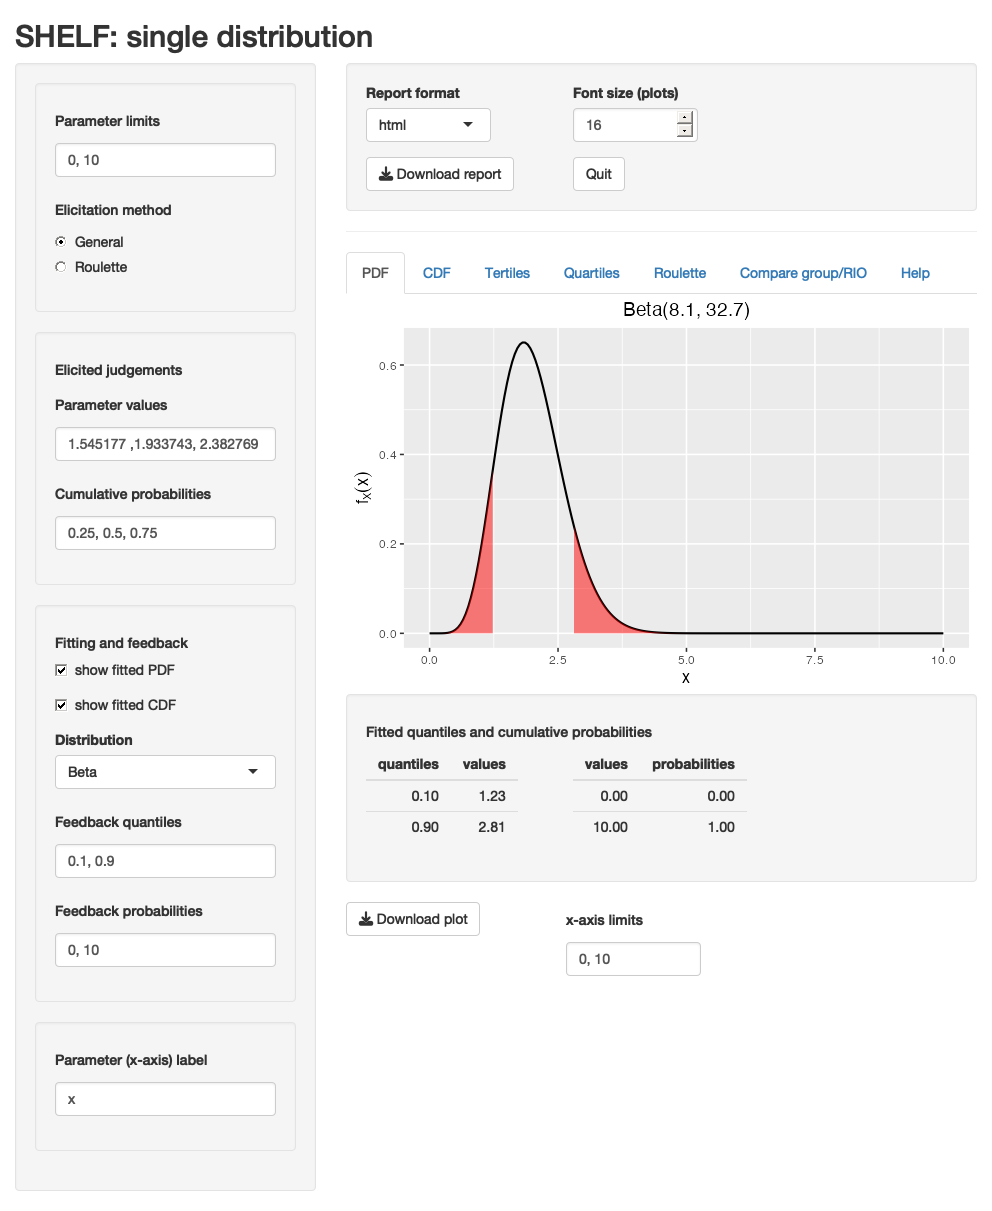 SHELF: single distribution
Parameter limits
0, 10
Elicitation method
General
Roulette
Elicited judgements
Parameter values
1.545177 ,1.933743, 2.382769
Cumulative probabilities
0.25, 0.5, 0.75
Fitting and feedback
show fitted PDF
show fitted CDF
Distribution
Beta
Feedback quantiles
0.1, 0.9
Feedback probabilities
0, 10
Parameter (x-axis) label
x
Report format
Font size (plots)
html
16
Download report
Quit
PDF CDF Tertiles Quartiles Roulette Compare group/RIO Help
Beta(8.1, 32.7)
fX(x)
0.6
0.4
0.2
0.0
0.0 2.5 5.0 7.5 10.0
x
Fitted quantiles and cumulative probabilities
quantiles values values probabilities
0.10 1.23 0.00 0.00
0.90 2.81 10.00 1.00
Download plot
x-axis limits
0, 10